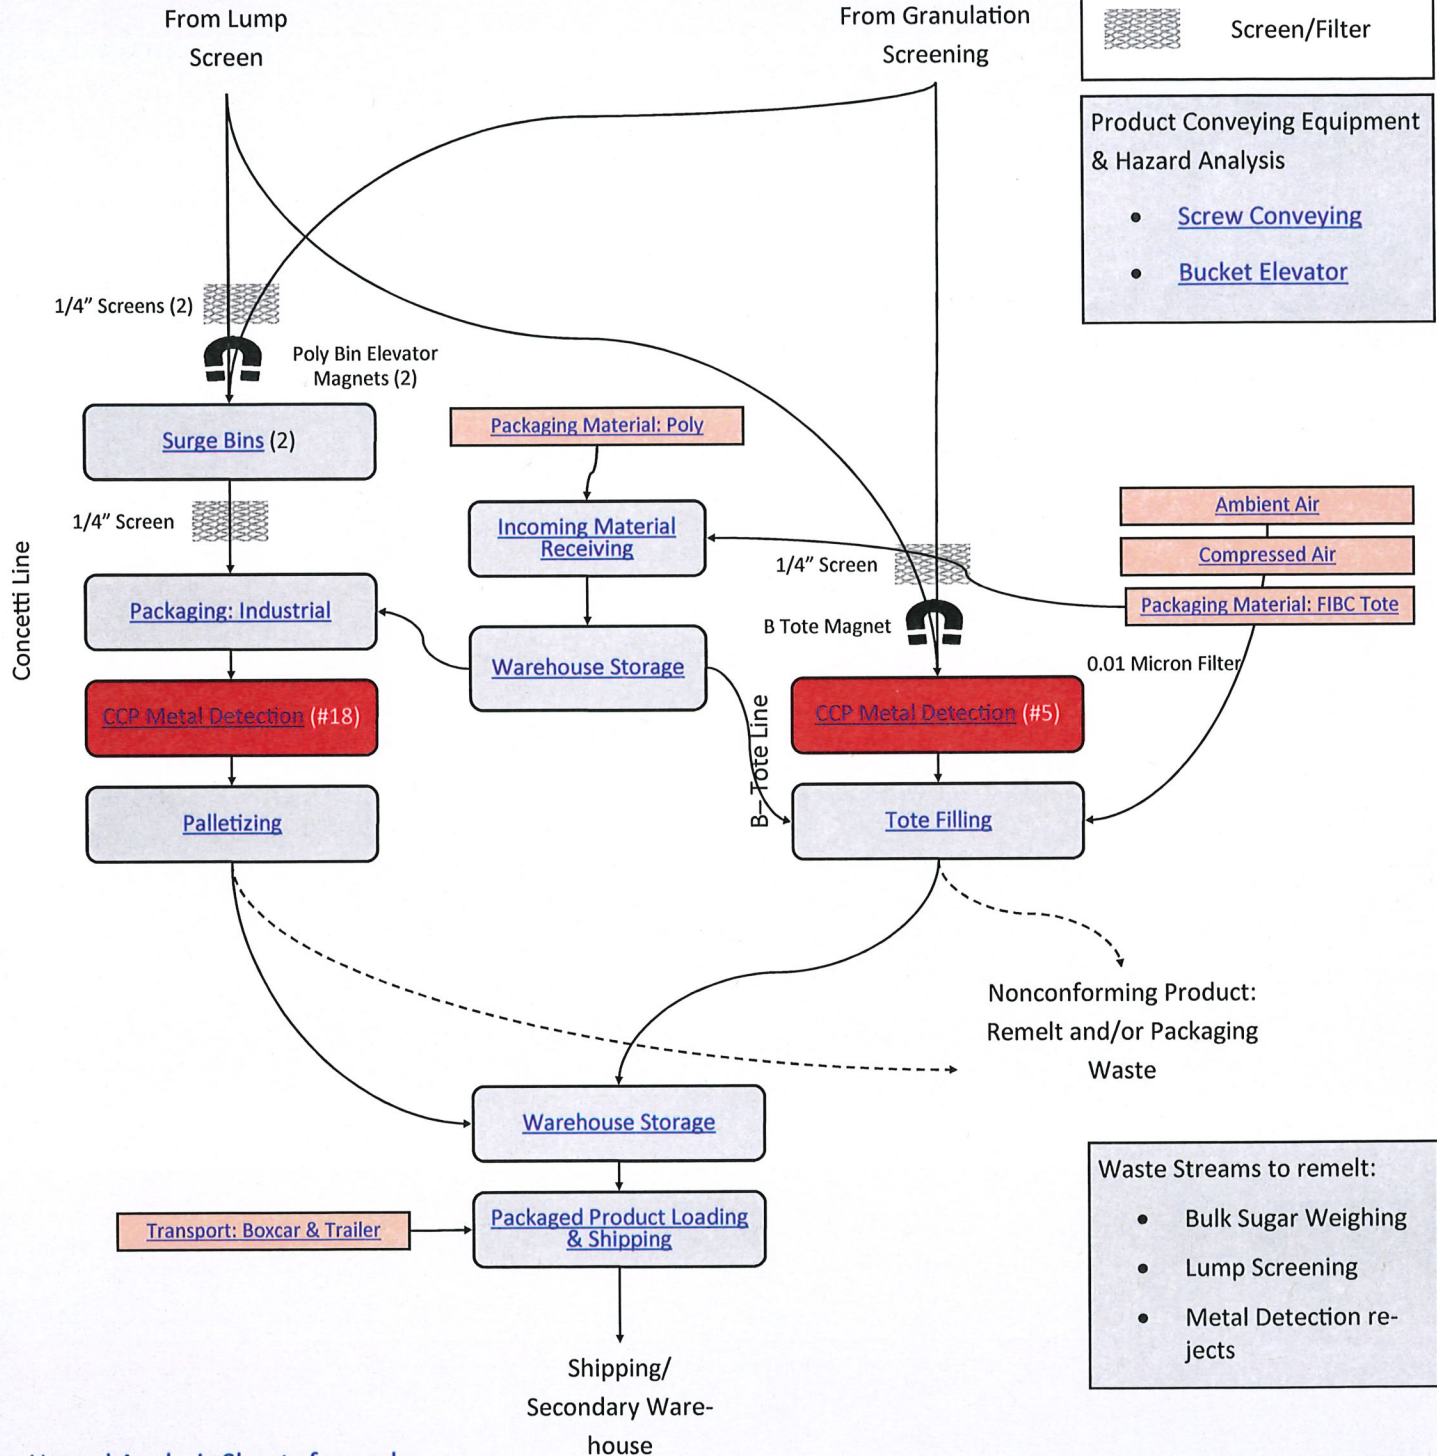 From Lump
Screen
From Granulation
Screening
Screen/Filter
Product Conveying Equipment
& Hazard Analysis
• Screw Conveying
• Bucket Elevator
1/4” Screens (2)
Poly Bin Elevator
Magnets (2)
Surge Bins (2)
Packaging Material: Poly
1/4” Screen
Incoming Material
Receiving
1/4” Screen
Ambient Air
Compressed Air
Packaging Material: FIBC Tote
Concetti Line
Packaging: Industrial
Warehouse Storage
B Tote Magnet
0.01 Micron Filter
CCP Metal Detection (#18)
B—Tote Line
CCP Metal Detection (#5)
Palletizing
Tote Filling
Nonconforming Product:
Remelt and/or Packaging
Waste
Warehouse Storage
Transport: Boxcar & Trailer
Packaged Product Loading
& Shipping
Waste Streams to remelt:
• Bulk Sugar Weighing
• Lump Screening
• Metal Detection re-
jects
Shipping/
Secondary Ware-
house